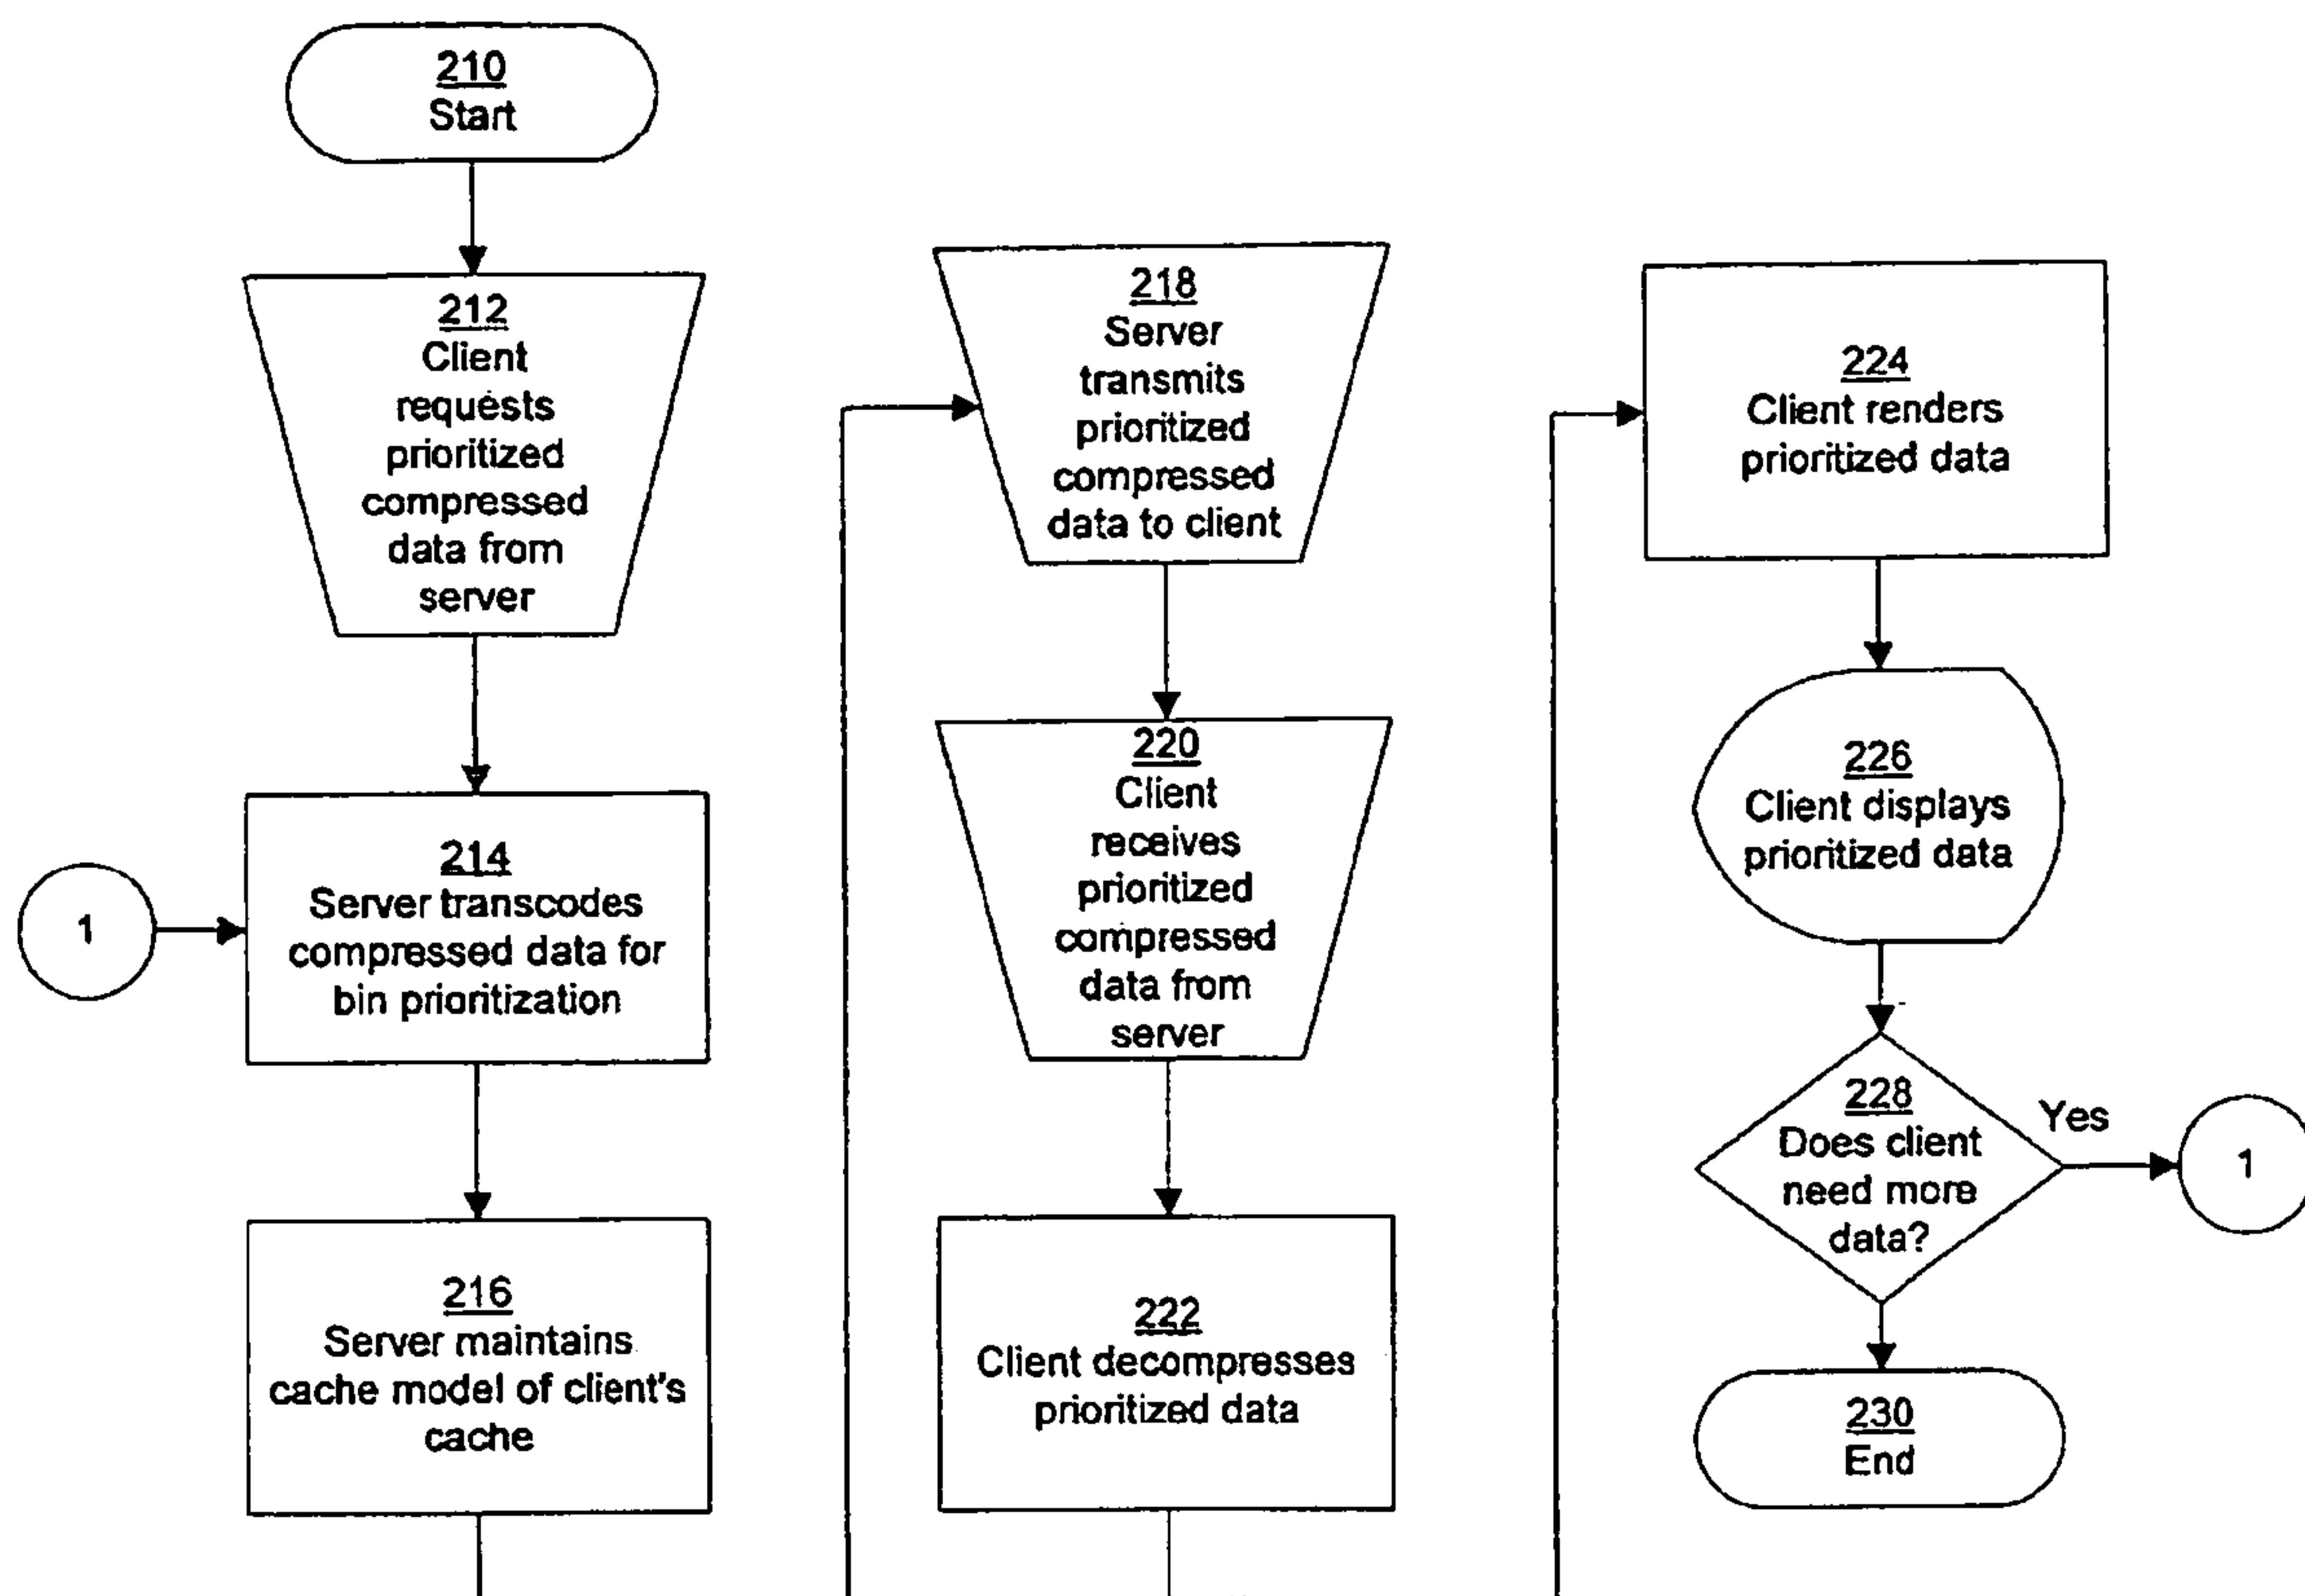 210
Start
212
Client
requests
prioritized
compressed
data from
server
1
214
Server transcodes
compressed data for
bin prioritization
216
Server maintains
cache model of client's
cache
218
Server
transmits
prioritized
compressed
data to client
220
Client
receives
prioritized
compressed
data from
server
222
Client decompresses
prioritized data
224
Client renders
prioritized data
226
Client displays
prioritized data
228
Does client
need more
data?
Yes
1
230
End